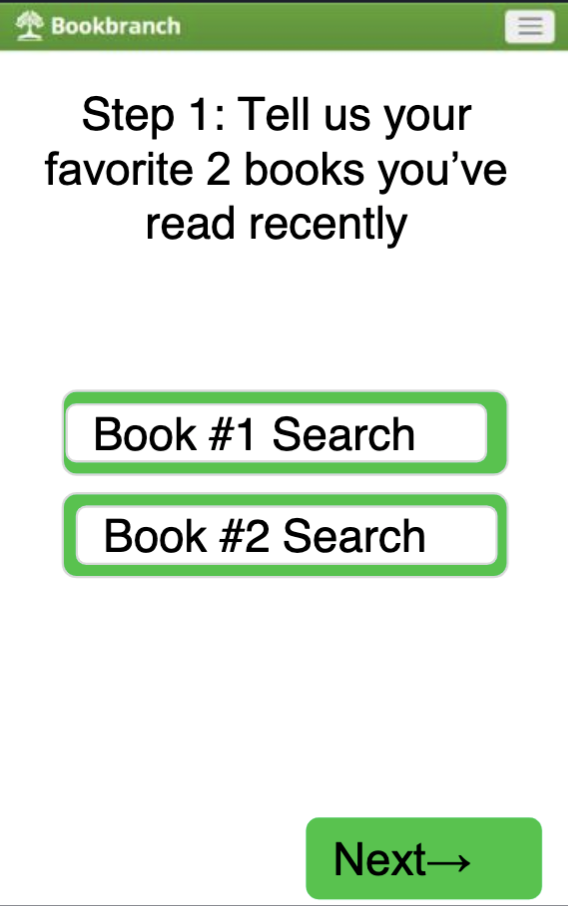 Bookbranch
Step 1: Tell us your
favorite 2 books you’ve
read recently
Book #1 Search
Book #2 Search
Next→